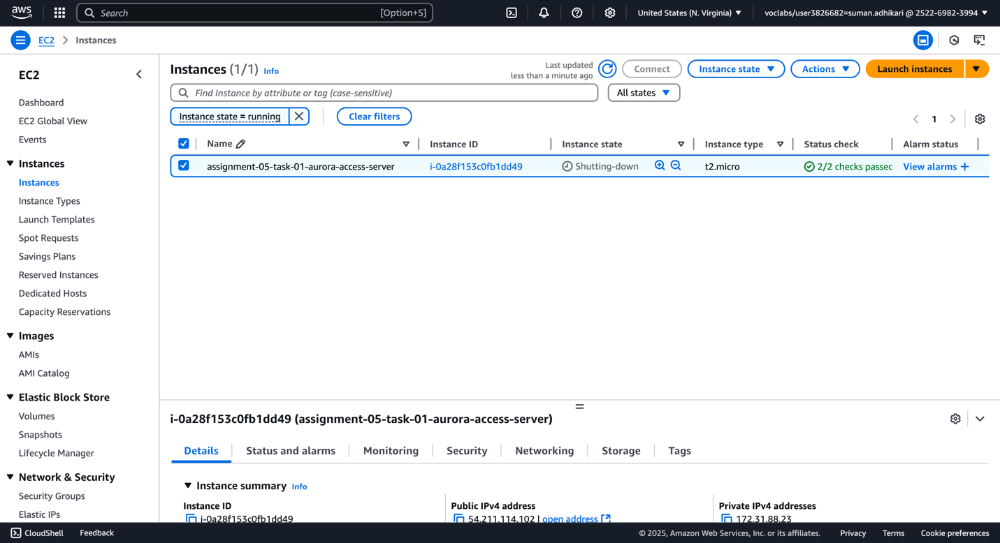 aws Search [Option+S] United States (N. Virginia) voclabs/user3826682=suman.adhikari @ 2522-6982-3994
EC2 Instances
EC2
Dashboard
EC2 Global View
Events
Instances
Instances
Instance Types
Launch Templates
Spot Requests
Savings Plans
Reserved Instances
Dedicated Hosts
Capacity Reservations
Images
AMIs
AMI Catalog
Elastic Block Store
Volumes
Snapshots
Lifecycle Manager
Network & Security
Security Groups
Elastic IPs
Instances (1/1) Info
Last updated
less than a minute ago
Connect Instance state Actions Launch instances
Find Instance by attribute or tag (case-sensitive) All states
Instance state = running Clear filters 1
Name Instance ID Instance state Instance type Status check Alarm status
assignment-05-task-01-aurora-access-server i-0a28f153c0fb1dd49 Shutting-down t2.micro 2/2 checks passec View alarms +
i-0a28f153c0fb1dd49 (assignment-05-task-01-aurora-access-server)
Details Status and alarms Monitoring Security Networking Storage Tags
Instance summary Info
Instance ID Public IPv4 address Private IPv4 addresses
i-0a28f153c0fb1dd49 54.211.114.102 | open address 172.31.88.23
CloudShell Feedback © 2025, Amazon Web Services, Inc. or its affiliates. Privacy Terms Cookie preferences